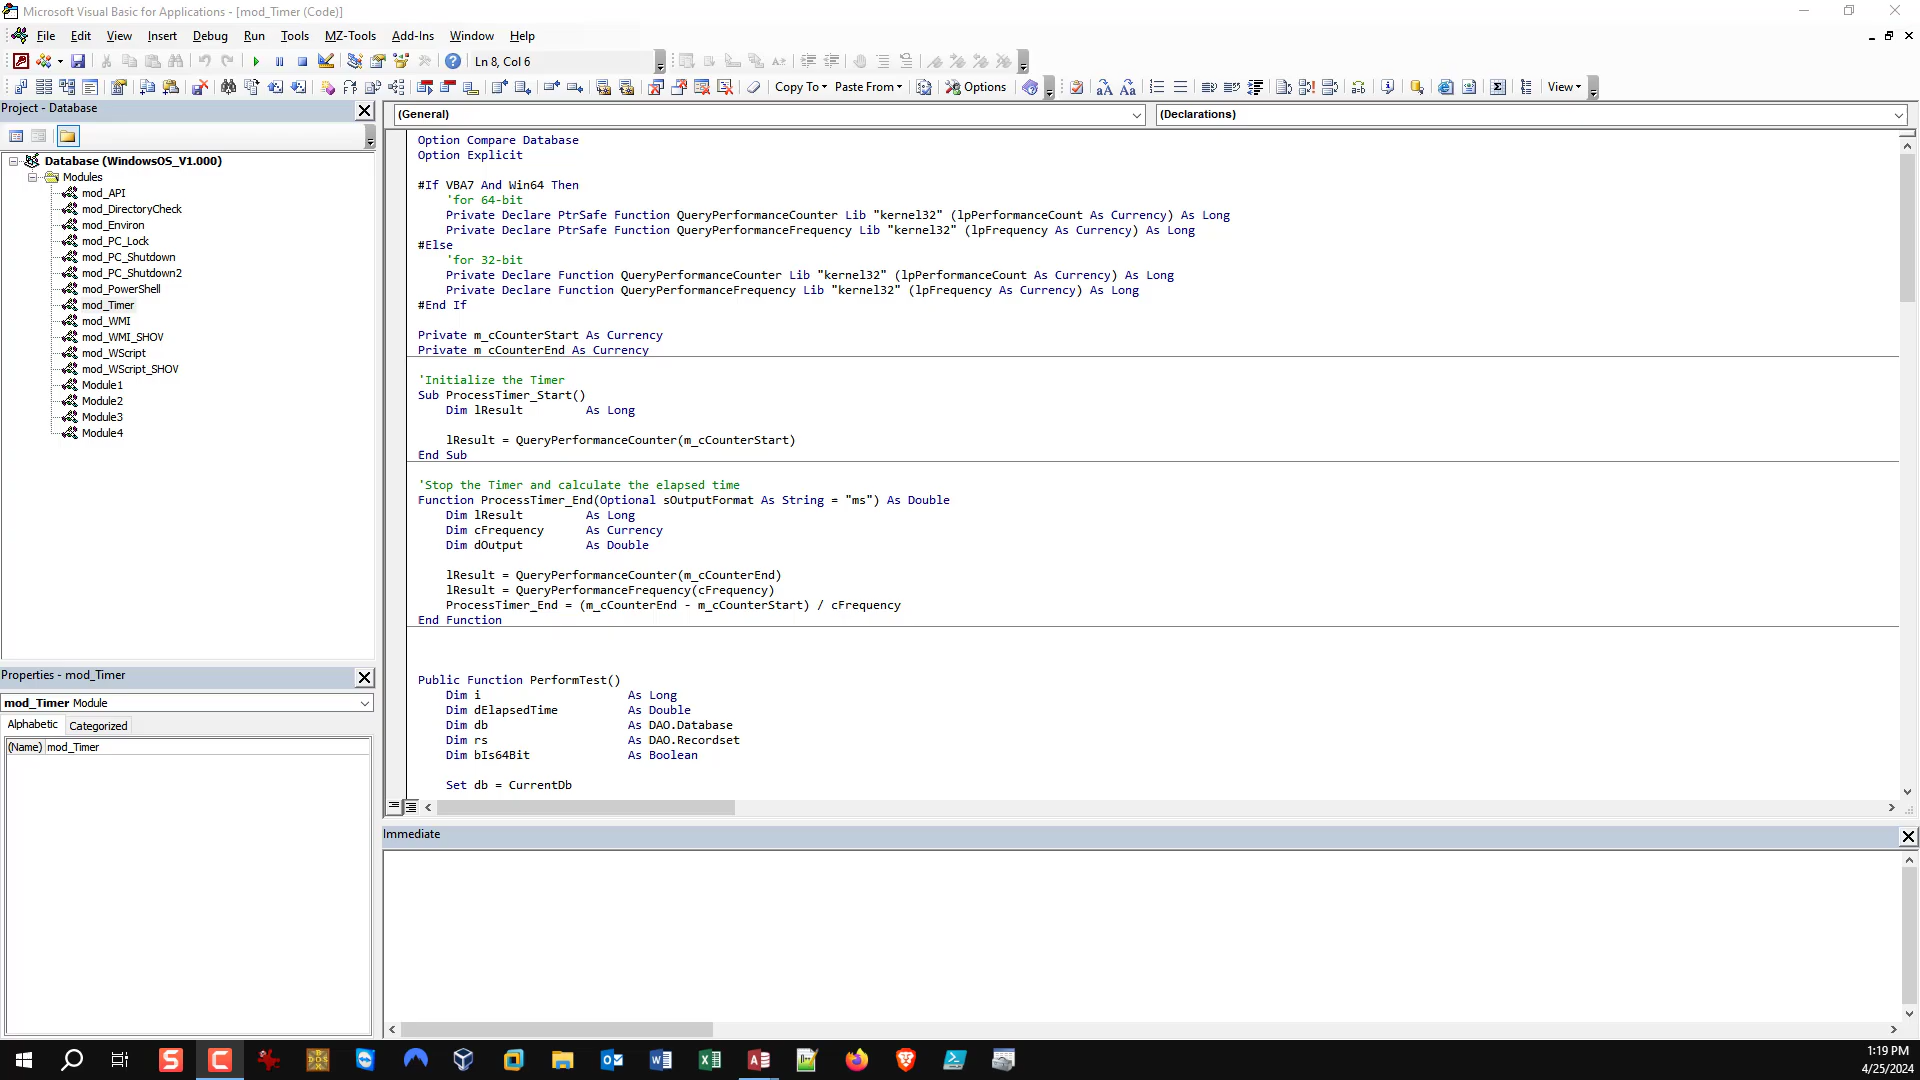 Microsoft Visual Basic for Applications - [mod_Timer (Code)]
File Edit View Insert Debug Run Tools MZ-Tools Add-Ins Window Help
Ln 8, Col 6
Copy To Paste From Options View
Project - Database
Database (WindowsOS_V1.000)
Modules
mod_API
mod_DirectoryCheck
mod_Environ
mod_PC_Lock
mod_PC_Shutdown
mod_PC_Shutdown2
mod_PowerShell
mod_Timer
mod_WMI
mod_WMI_SHOV
mod_WScript
mod_WScript_SHOV
Module1
Module2
Module3
Module4
Properties - mod_Timer
mod_Timer Module
Alphabetic Categorized
(Name) mod_Timer
(General) (Declarations)
Option Compare Database
Option Explicit
#If VBA7 And Win64 Then
'for 64-bit
Private Declare PtrSafe Function QueryPerformanceCounter Lib "kernel32" (lpPerformanceCount As Currency) As Long
Private Declare PtrSafe Function QueryPerformanceFrequency Lib "kernel32" (lpFrequency As Currency) As Long
#Else
'for 32-bit
Private Declare Function QueryPerformanceCounter Lib "kernel32" (lpPerformanceCount As Currency) As Long
Private Declare Function QueryPerformanceFrequency Lib "kernel32" (lpFrequency As Currency) As Long
#End If
Private m_cCounterStart As Currency
Private m_cCounterEnd As Currency
'Initialize the Timer
Sub ProcessTimer_Start()
Dim lResult As Long
lResult = QueryPerformanceCounter(m_cCounterStart)
End Sub
'Stop the Timer and calculate the elapsed time
Function ProcessTimer_End(Optional sOutputFormat As String = "ms") As Double
Dim lResult As Long
Dim cFrequency As Currency
Dim dOutput As Double
lResult = QueryPerformanceCounter(m_cCounterEnd)
lResult = QueryPerformanceFrequency(cFrequency)
ProcessTimer_End = (m_cCounterEnd - m_cCounterStart) / cFrequency
End Function
Public Function PerformTest()
Dim i As Long
Dim dElapsedTime As Double
Dim db As DAO.Database
Dim rs As DAO.Recordset
Dim bIs64Bit As Boolean
Set db = CurrentDb
Immediate
1:19 PM
4/25/2024